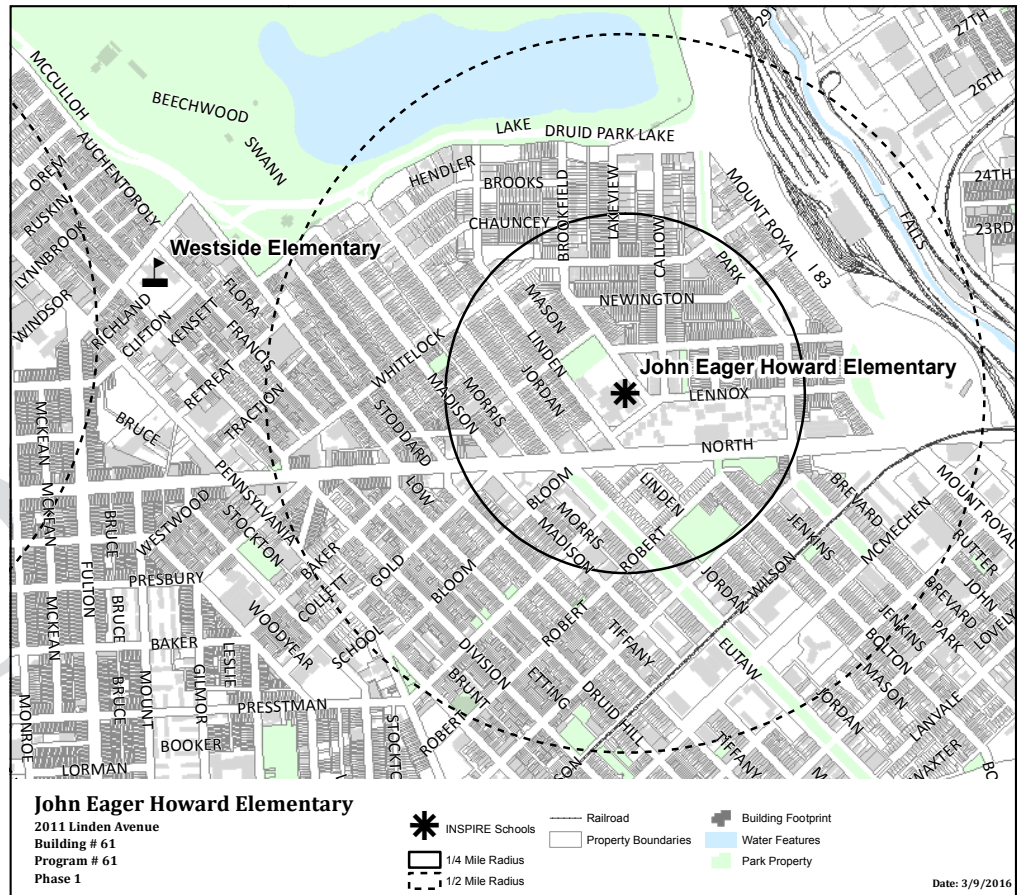 29TH
27TH
26TH
24TH
23RD
MCCULLOH
BEECHWOOD
SWANN
LAKE
DRUID PARK LAKE
AUCHENTOROLY
OREM
RUSKIN
LYNNBROOK
WINDSOR
HENDLER
BROOKS
CHAUNCEY
BROOKFIELD
LAKEVIEW
CALLOW
MOUNT ROYAL
I 83
FALLS
PARK
NEWINGTON
Westside Elementary
RICHLAND
CLIFTON
KENSETT
FLORA
FRANCIS
RETREAT
TRACTION
WHITELOCK
MASON
LINDEN
JORDAN
MORRIS
MADISON
STODDARD
LOW
John Eager Howard Elementary
LENNOX
NORTH
MCKEAN
BRUCE
PENNSYLVANIA
MCKEAN
BRUCE
WESTWOOD
STOCKTON
BAKER
COLLETT
GOLD
BLOOM
BLOOM
MORRIS
MADISON
LINDEN
ROBERT
BREVARD
JENKINS
MCMECHEN
MOUNT ROYAL
RUTTER
JOHN
LOVELY
PRESBURY
FULTON
MCKEAN
BRUCE
WOODYEAR
SCHOOL
BAKER
LESLIE
GILMOR
MOUNT
BRUCE
DIVISION
BRUNT
ROBERT
ROBERT
ETTING
TIFFANY
DRUID HILL
JORDAN
WILSON
EUTAW
JENKINS
BREVARD
PARK
BOLTON
MASON
JORDAN
LANVALE
WAXTER
TIFFANY
MONROE
PRESSTMAN
BOOKER
LORMAN
John Eager Howard Elementary
2011 Linden Avenue
Building # 61
Program # 61
Phase 1
INSPIRE Schools
1/4 Mile Radius
1/2 Mile Radius
Railroad
Property Boundaries
Building Footprint
Water Features
Park Property
Date: 3/9/2016